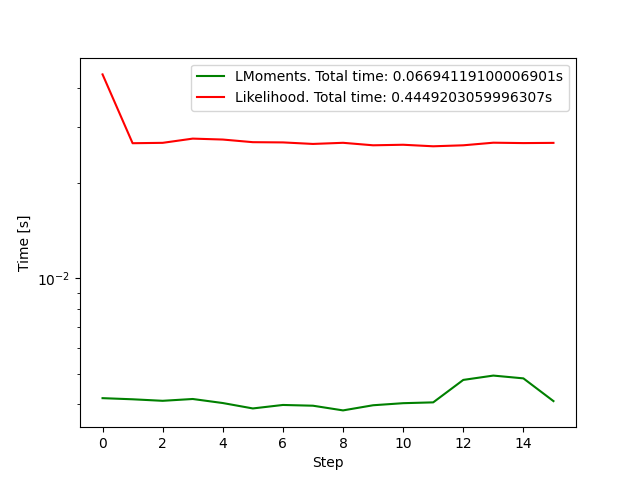 LMoments. Total time: 0.06694119100006901s
Likelihood. Total time: 0.4449203059996307s
Time [s]
10⁻²
0 2 4 6 8 10 12 14
Step